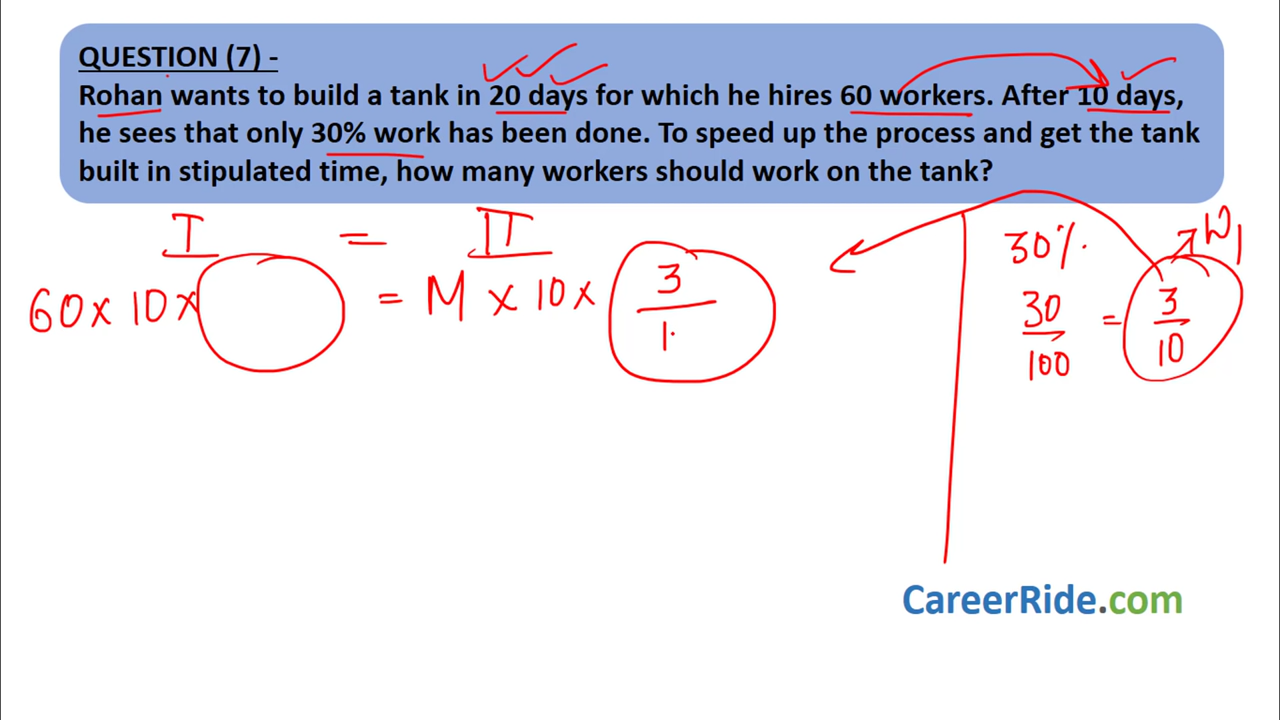 QUESTION (7) -
Rohan wants to build a tank in 20 days for which he hires 60 workers. After 10 days,
he sees that only 30% work has been done. To speed up the process and get the tank
built in stipulated time, how many workers should work on the tank?
I = II
60 x 10 x = M x 10 x 3/1
30%
30/100 = 3/10
W1
CareerRide.com